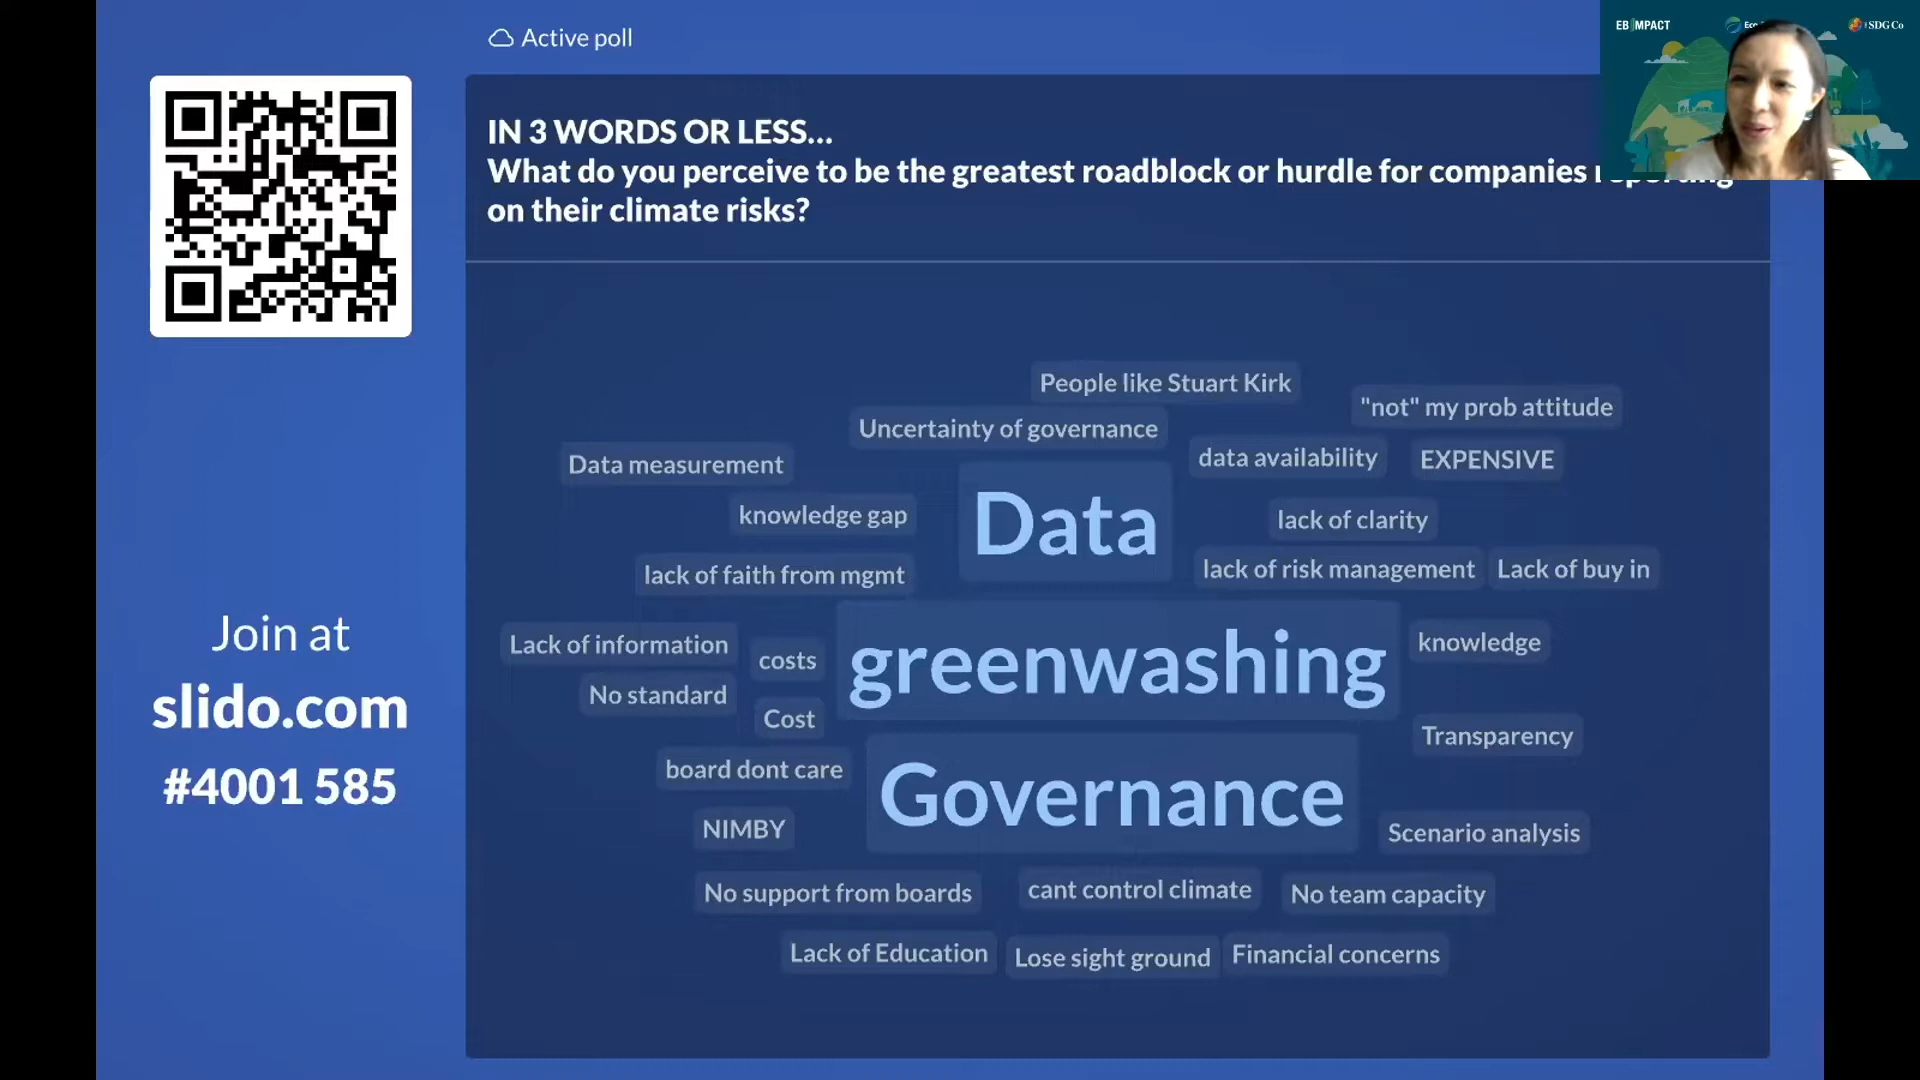 Active poll
EB IMPACT
SDG Co
IN 3 WORDS OR LESS...
What do you perceive to be the greatest roadblock or hurdle for companies reporting
on their climate risks?
People like Stuart Kirk
"not" my prob attitude
Uncertainty of governance
Data measurement
data availability
EXPENSIVE
Data
knowledge gap
lack of clarity
lack of faith from mgmt
lack of risk management
Lack of buy in
Lack of information
costs
greenwashing
knowledge
No standard
Cost
Transparency
board dont care
Governance
NIMBY
Scenario analysis
No support from boards
cant control climate
No team capacity
Lack of Education
Lose sight ground
Financial concerns
Join at
slido.com
#4001 585